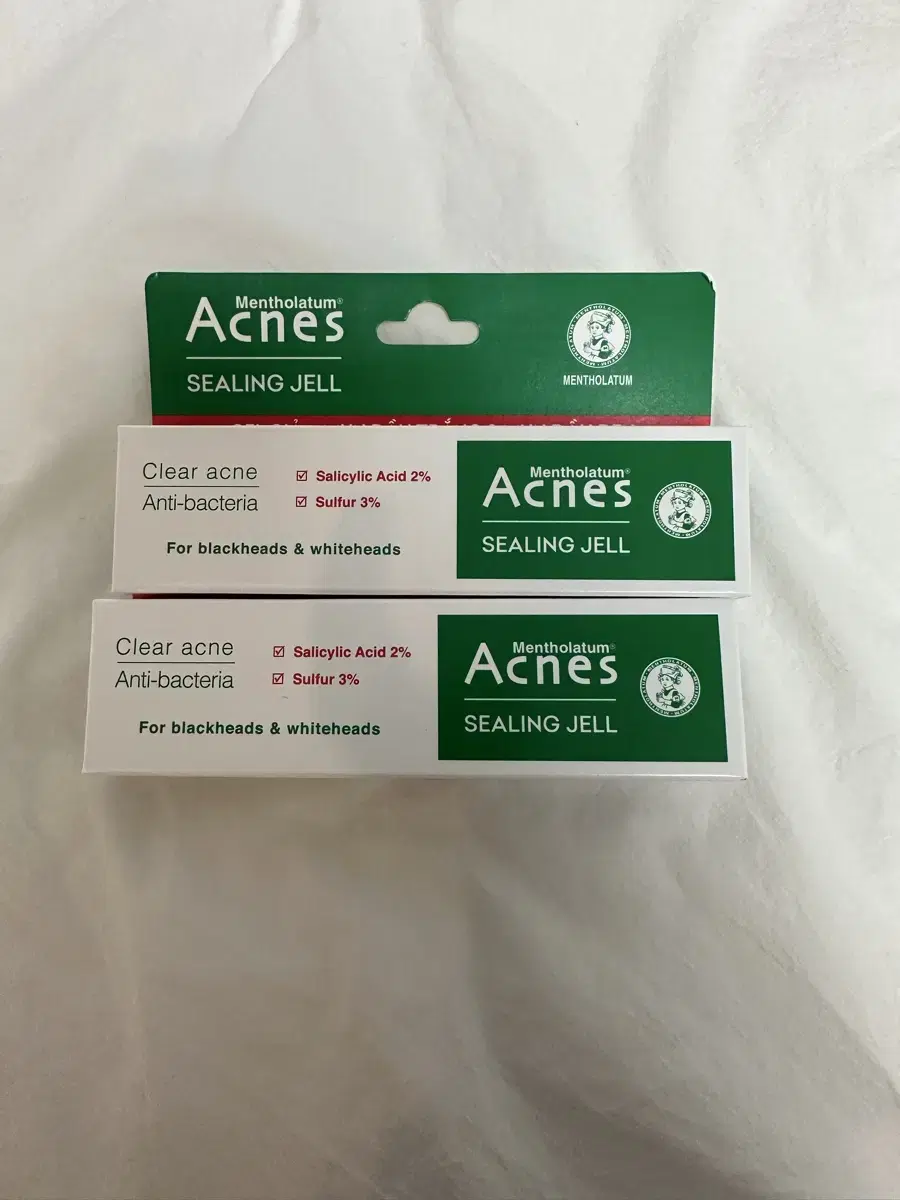 Mentholatum®
Acnes
SEALING JELL
MENTHOLATUM
Clear acne
Anti-bacteria
☑ Salicylic Acid 2%
☑ Sulfur 3%
For blackheads & whiteheads
Mentholatum®
Acnes
SEALING JELL
Clear acne
Anti-bacteria
☑ Salicylic Acid 2%
☑ Sulfur 3%
For blackheads & whiteheads
Mentholatum®
Acnes
SEALING JELL